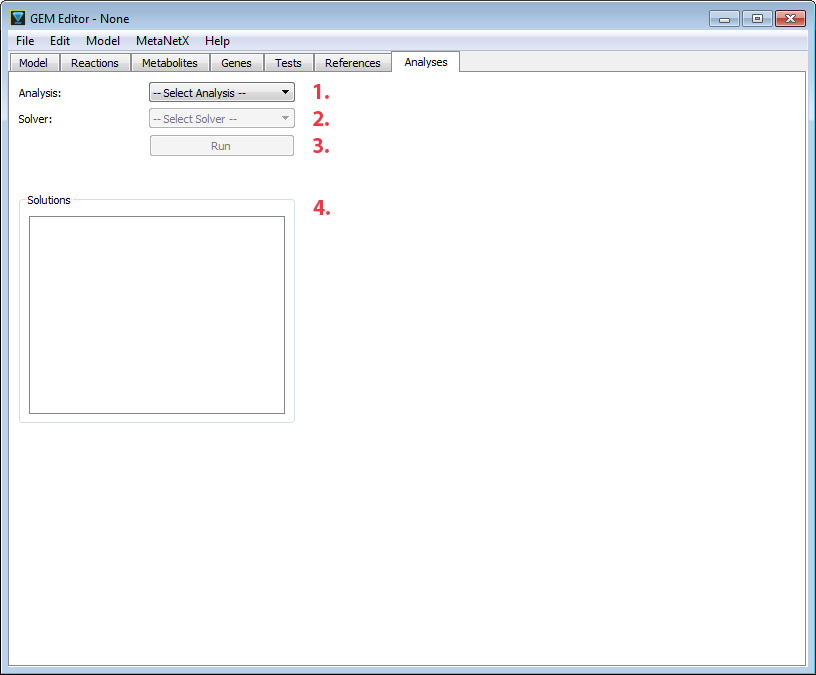 GEM Editor - None
File Edit Model MetaNetX Help
Model Reactions Metabolites Genes Tests References Analyses
Analysis: -- Select Analysis -- 1.
Solver: -- Select Solver -- 2.
Run 3.
Solutions 4.